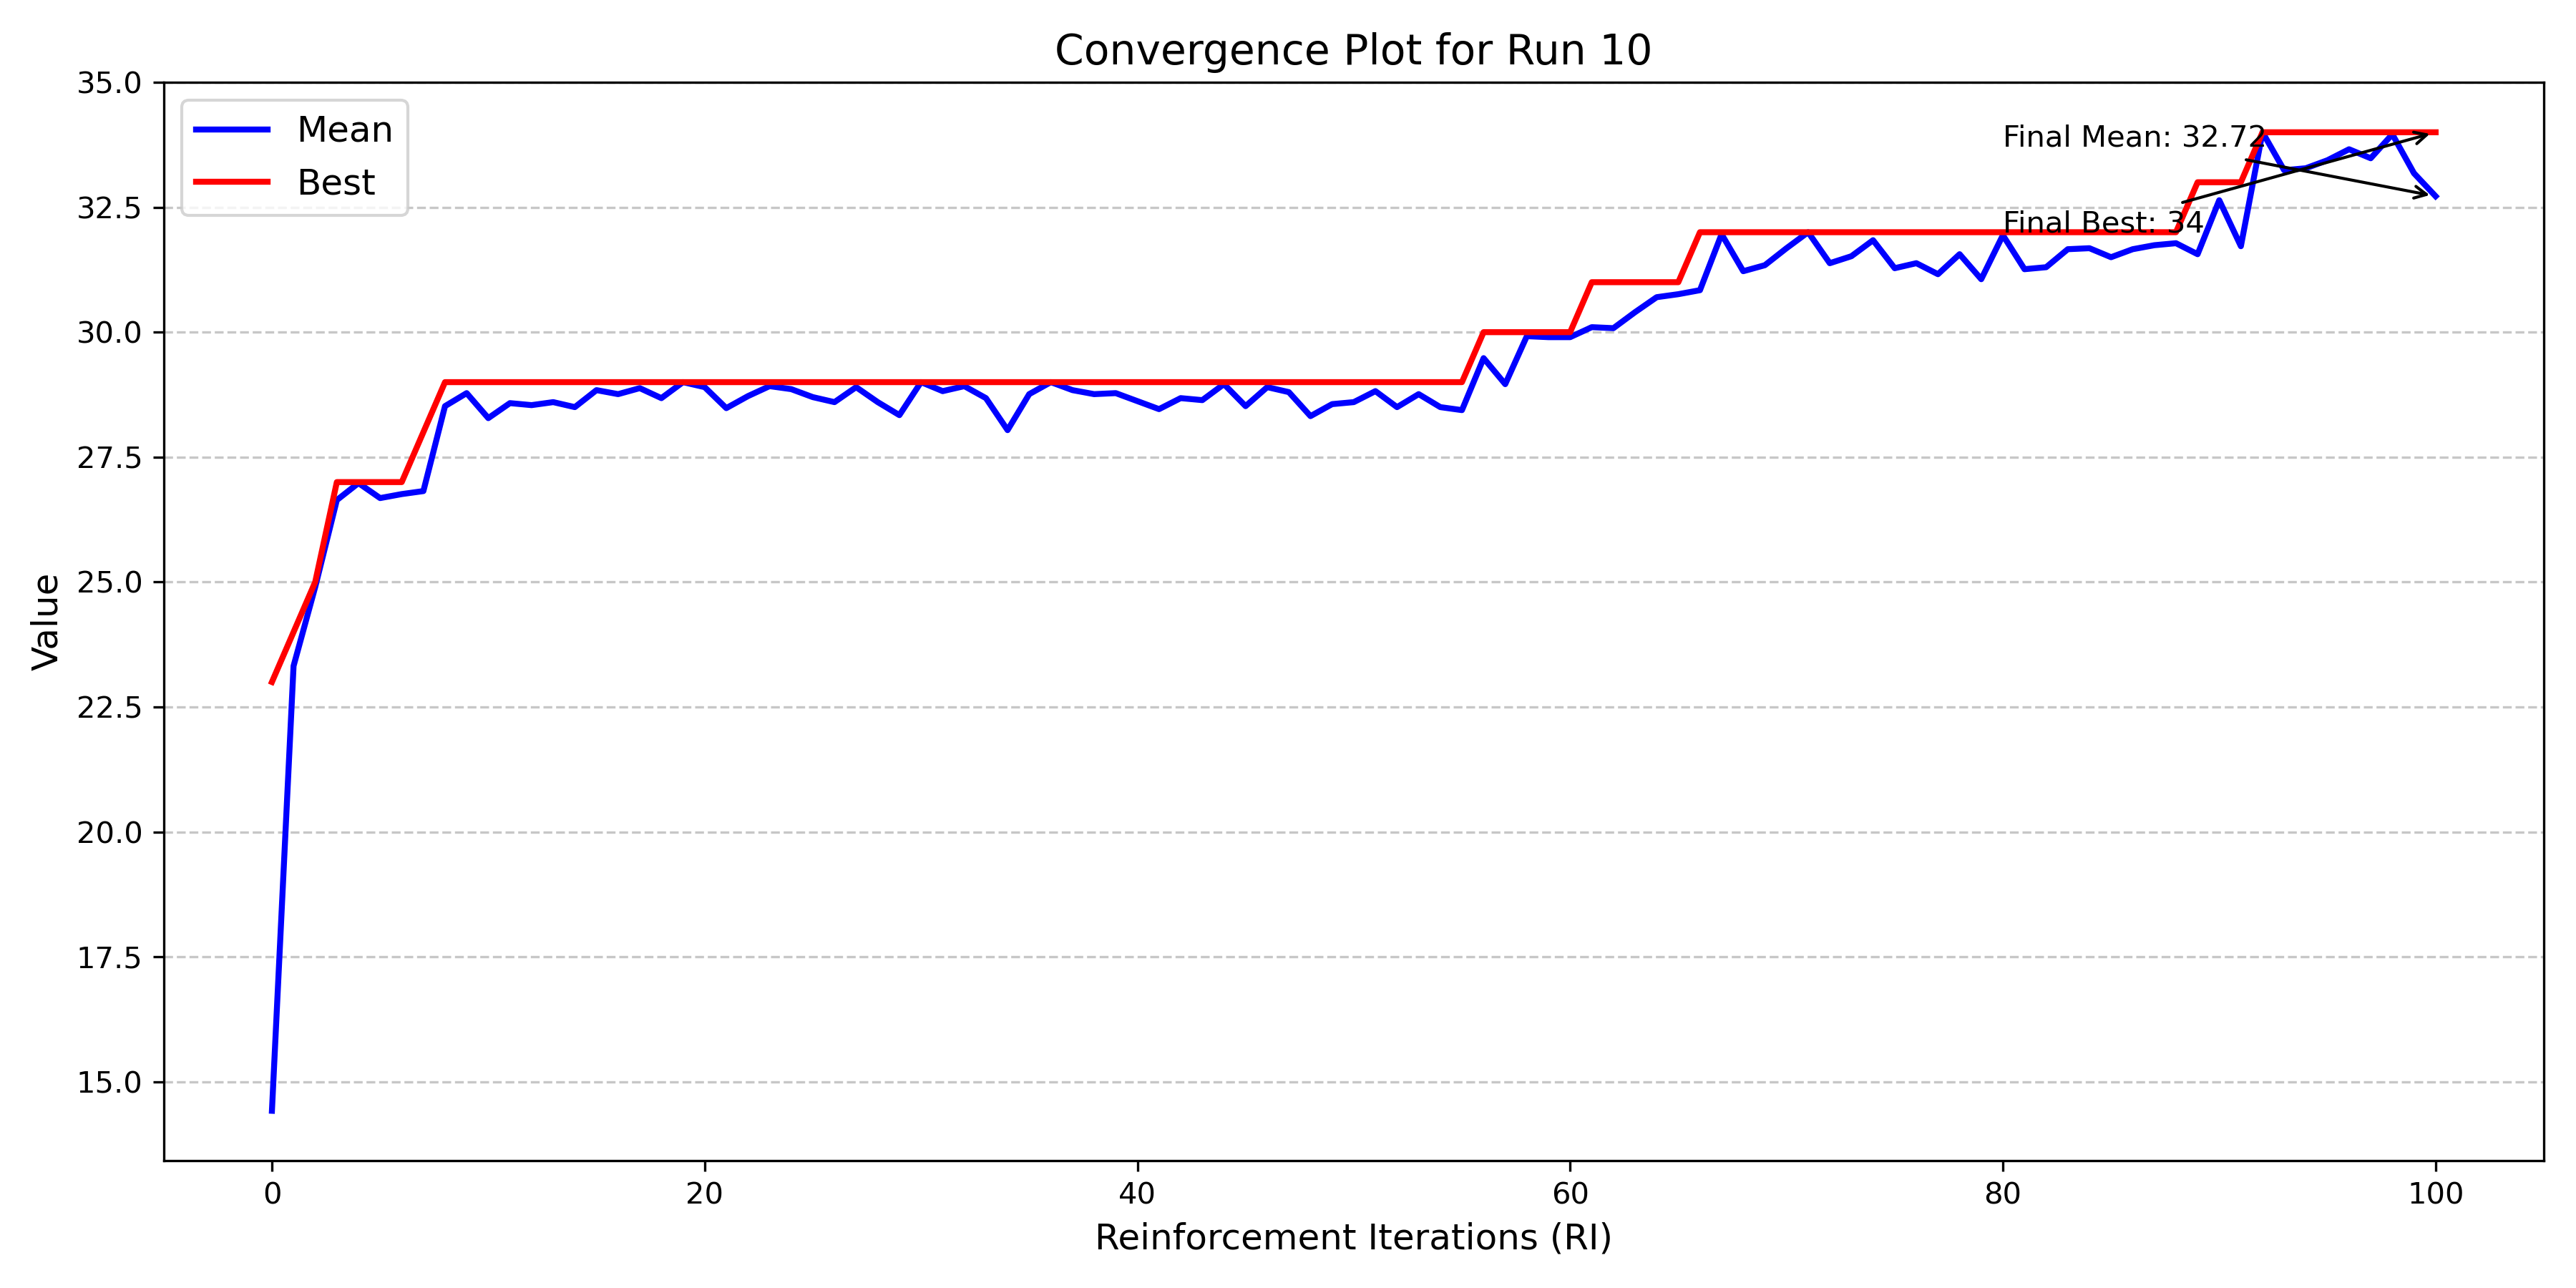 Convergence Plot for Run 10
35.0
32.5
30.0
27.5
25.0
22.5
20.0
17.5
15.0
Value
Mean
Best
Final Mean: 32.72
Final Best: 34
0
20
40
60
80
100
Reinforcement Iterations (RI)